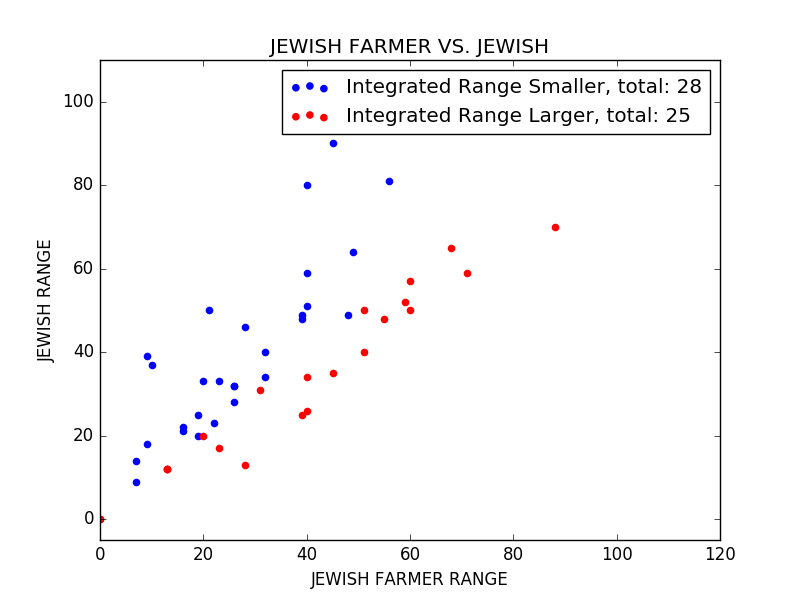 JEWISH FARMER VS. JEWISH
Integrated Range Smaller, total: 28
Integrated Range Larger, total: 25
100
80
60
40
20
0
JEWISH RANGE
0 20 40 60 80 100 120
JEWISH FARMER RANGE